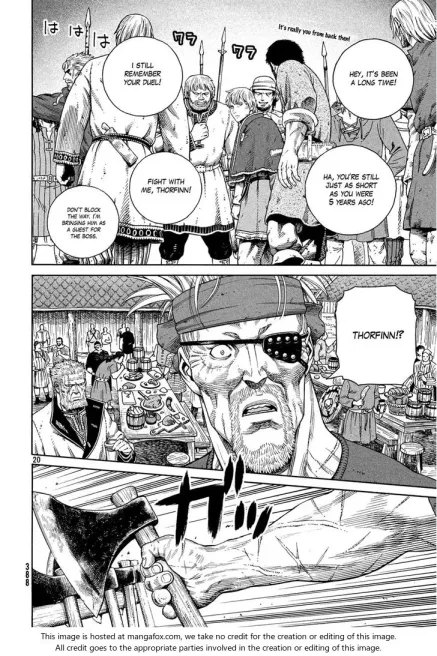 It's really you from back then!
は
は
は
クラ
クラ
I STILL
REMEMBER
YOUR DUEL!
HEY, IT'S BEEN
A LONG TIME!
FIGHT WITH
ME, THORFINN!
HA, YOU'RE STILL
JUST AS SHORT
AS YOU WERE
5 YEARS AGO!
DON'T BLOCK
THE WAY, I'M
BRINGING HIM AS
A GUEST FOR
THE BOSS.
THORFINN!?
20
388
ガッ
This image is hosted at mangafox.com, we take no credit for the creation or editing of this image.
All credit goes to the appropriate parties involved in the creation or editing of this image.